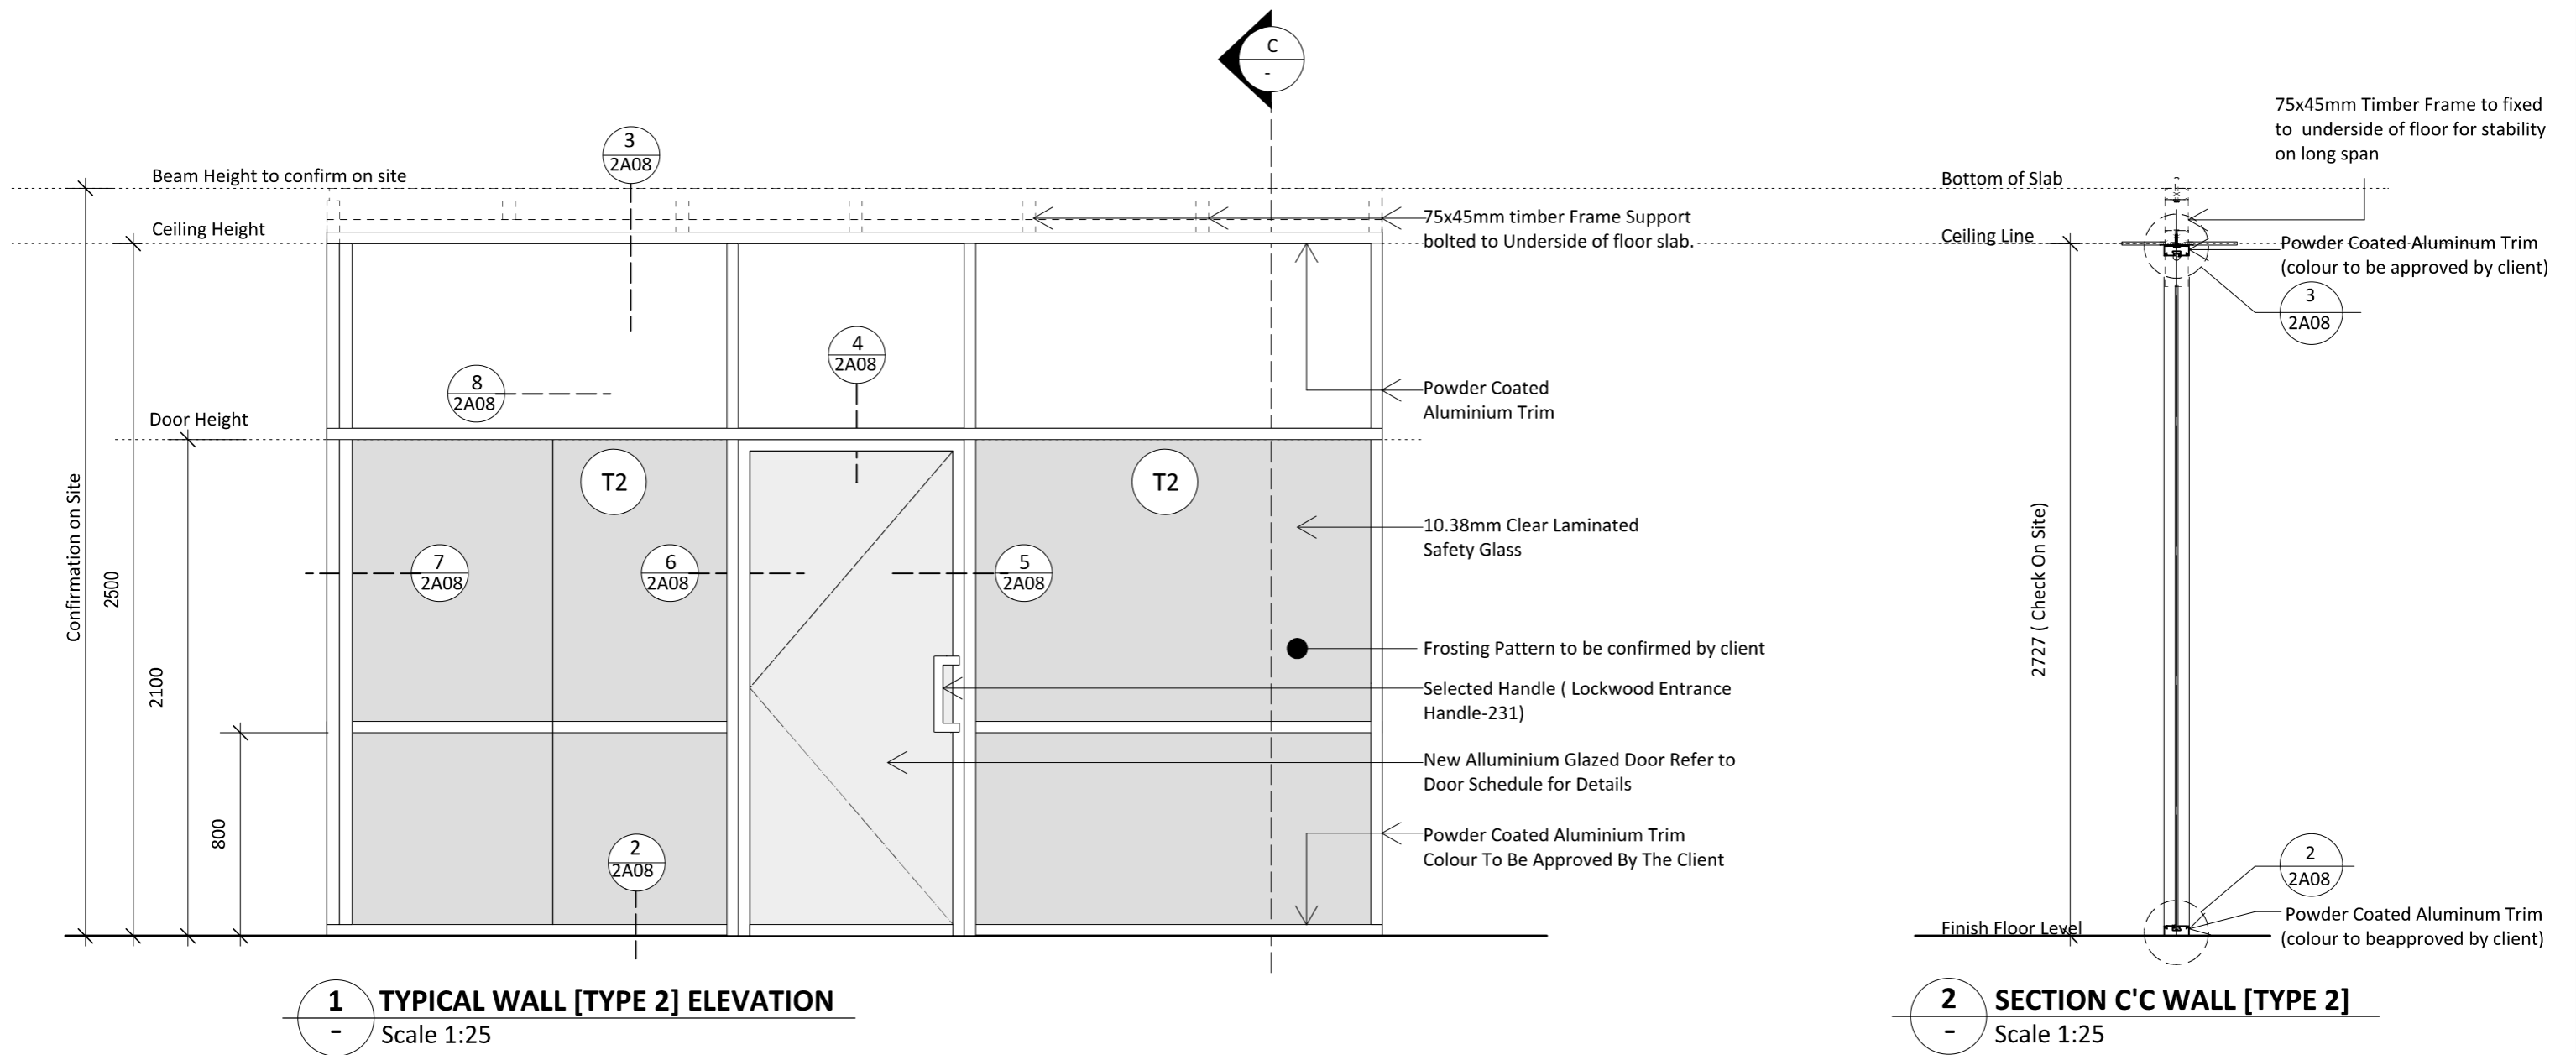 C
-
75x45mm Timber Frame to fixed
to underside of floor for stability
on long span
3
2A08
Beam Height to confirm on site
Bottom of Slab
75x45mm timber Frame Support
bolted to Underside of floor slab.
Ceiling Height
Ceiling Line
Powder Coated Aluminum Trim
(colour to be approved by client)
3
2A08
4
2A08
8
2A08
Powder Coated
Aluminium Trim
Door Height
T2
T2
10.38mm Clear Laminated
Safety Glass
7
2A08
6
2A08
5
2A08
Confirmation on Site
2500
2100
800
2727 ( Check On Site)
Frosting Pattern to be confirmed by client
Selected Handle ( Lockwood Entrance
Handle-231)
New Alluminium Glazed Door Refer to
Door Schedule for Details
Powder Coated Aluminium Trim
Colour To Be Approved By The Client
2
2A08
2
2A08
Powder Coated Aluminum Trim
(colour to beapproved by client)
Finish Floor Level
1
-
TYPICAL WALL [TYPE 2] ELEVATION
Scale 1:25
2
-
SECTION C'C WALL [TYPE 2]
Scale 1:25